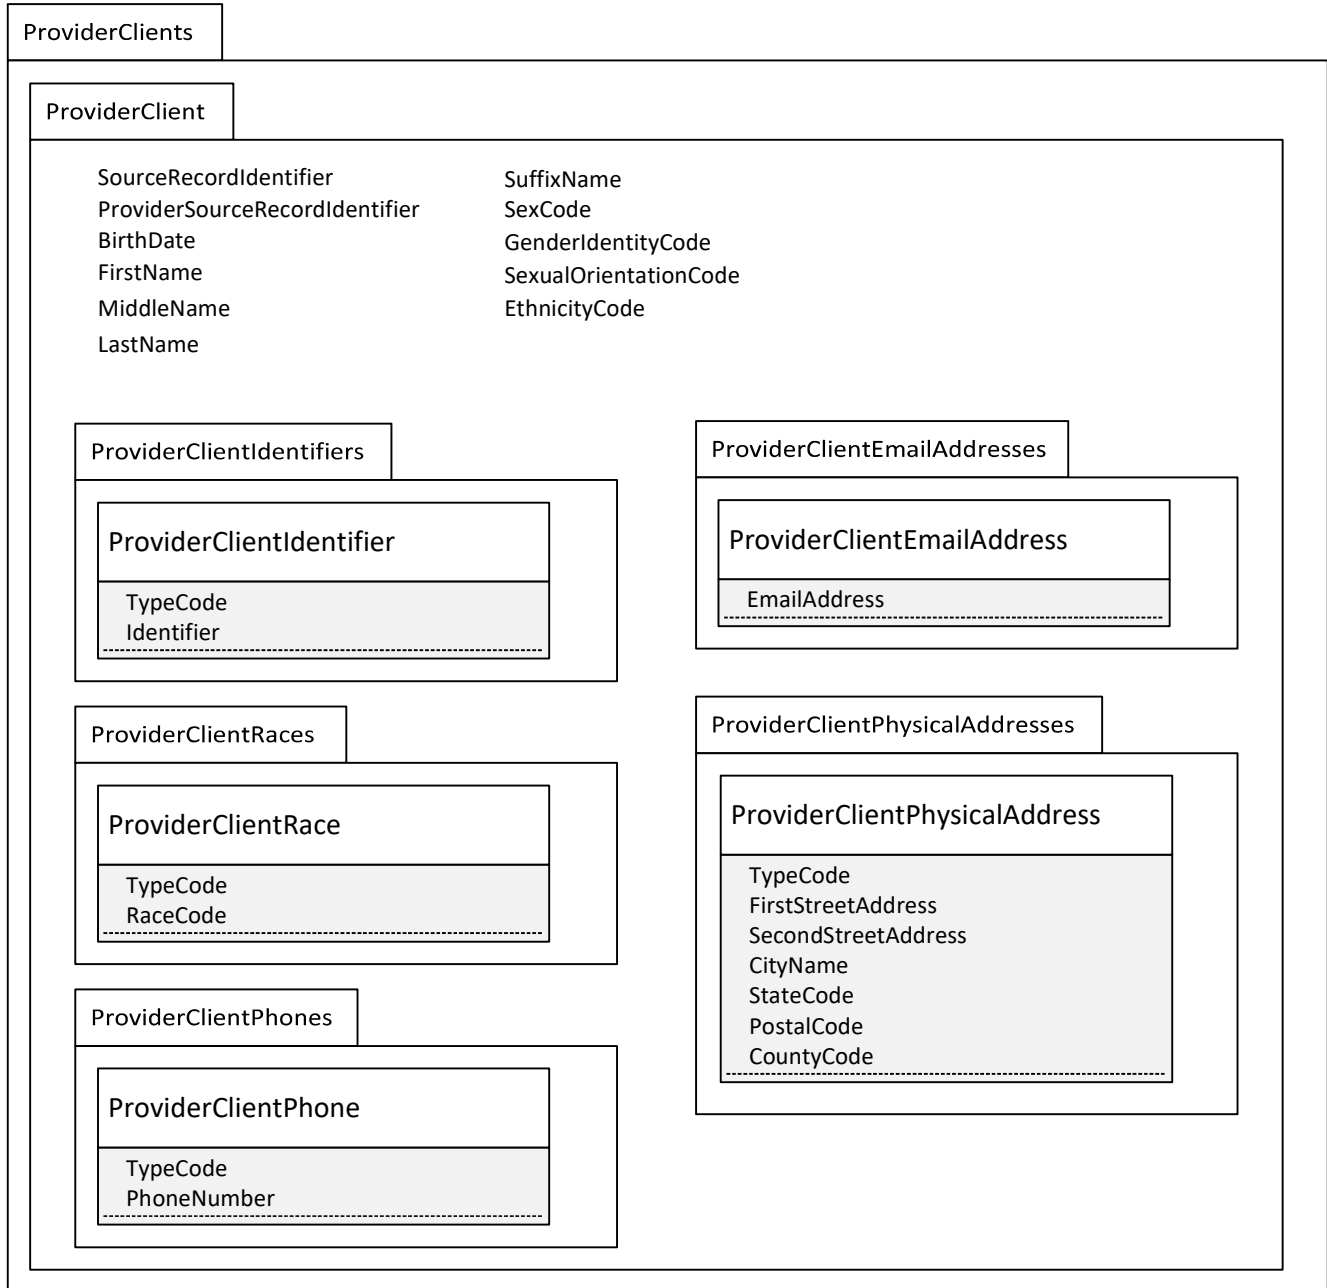 ProviderClients
ProviderClient
SourceRecordIdentifier
ProviderSourceRecordIdentifier
BirthDate
FirstName
MiddleName
LastName
SuffixName
SexCode
GenderIdentityCode
SexualOrientationCode
EthnicityCode
ProviderClientIdentifiers
ProviderClientIdentifier
TypeCode
Identifier
ProviderClientRaces
ProviderClientRace
TypeCode
RaceCode
ProviderClientPhones
ProviderClientPhone
TypeCode
PhoneNumber
ProviderClientEmailAddresses
ProviderClientEmailAddress
EmailAddress
ProviderClientPhysicalAddresses
ProviderClientPhysicalAddress
TypeCode
FirstStreetAddress
SecondStreetAddress
CityName
StateCode
PostalCode
CountyCode